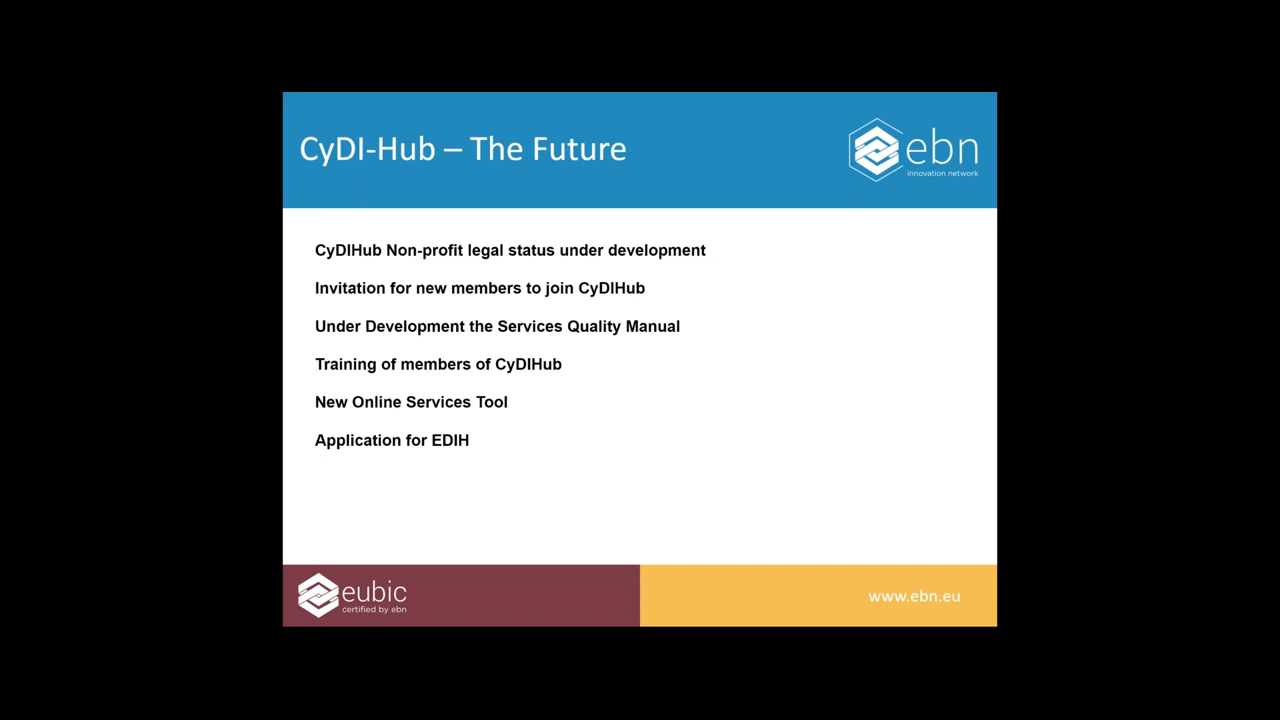 CyDI-Hub – The Future
ebn
innovation network
CyDIHub Non-profit legal status under development
Invitation for new members to join CyDIHub
Under Development the Services Quality Manual
Training of members of CyDIHub
New Online Services Tool
Application for EDIH
eubic
certified by ebn
www.ebn.eu